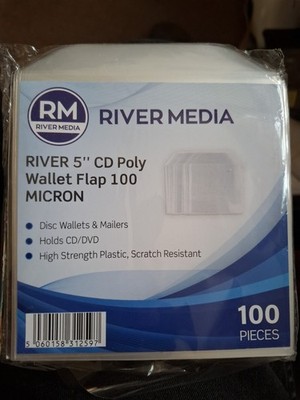 RM
RIVER MEDIA
RIVER MEDIA
RIVER 5'' CD Poly
Wallet Flap 100
MICRON
Disc Wallets & Mailers
Holds CD/DVD
High Strength Plastic, Scratch Resistant
5 060158 312597
100
PIECES